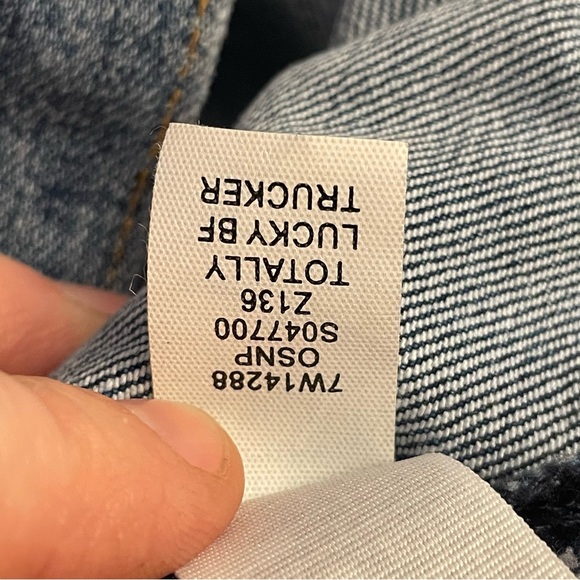 7W14288
OSNP
S047700
Z136
TOTALLY
LUCKY BF
TRUCKER